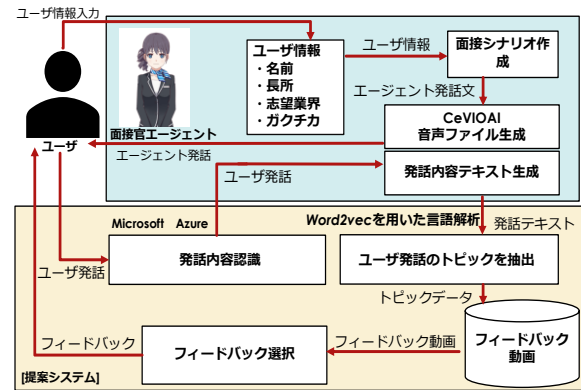 ユーザ情報入力
ユーザ情報
・名前
・長所
・志望業界
・ガクチカ
ユーザ情報
面接シナリオ作
成
エージェント発話文
CeVIOAI
音声ファイル生成
面接官エージェント
ユーザ
エージェント発話
ユーザ発話
発話内容テキスト生成
Microsoft Azure
Word2vecを用いた言語解析
発話テキスト
発話内容認識
ユーザ発話のトピックを抽出
ユーザ発話
トピックデータ
フィードバック
フィードバック選択
フィードバック動画
フィードバック
動画
[提案システム]